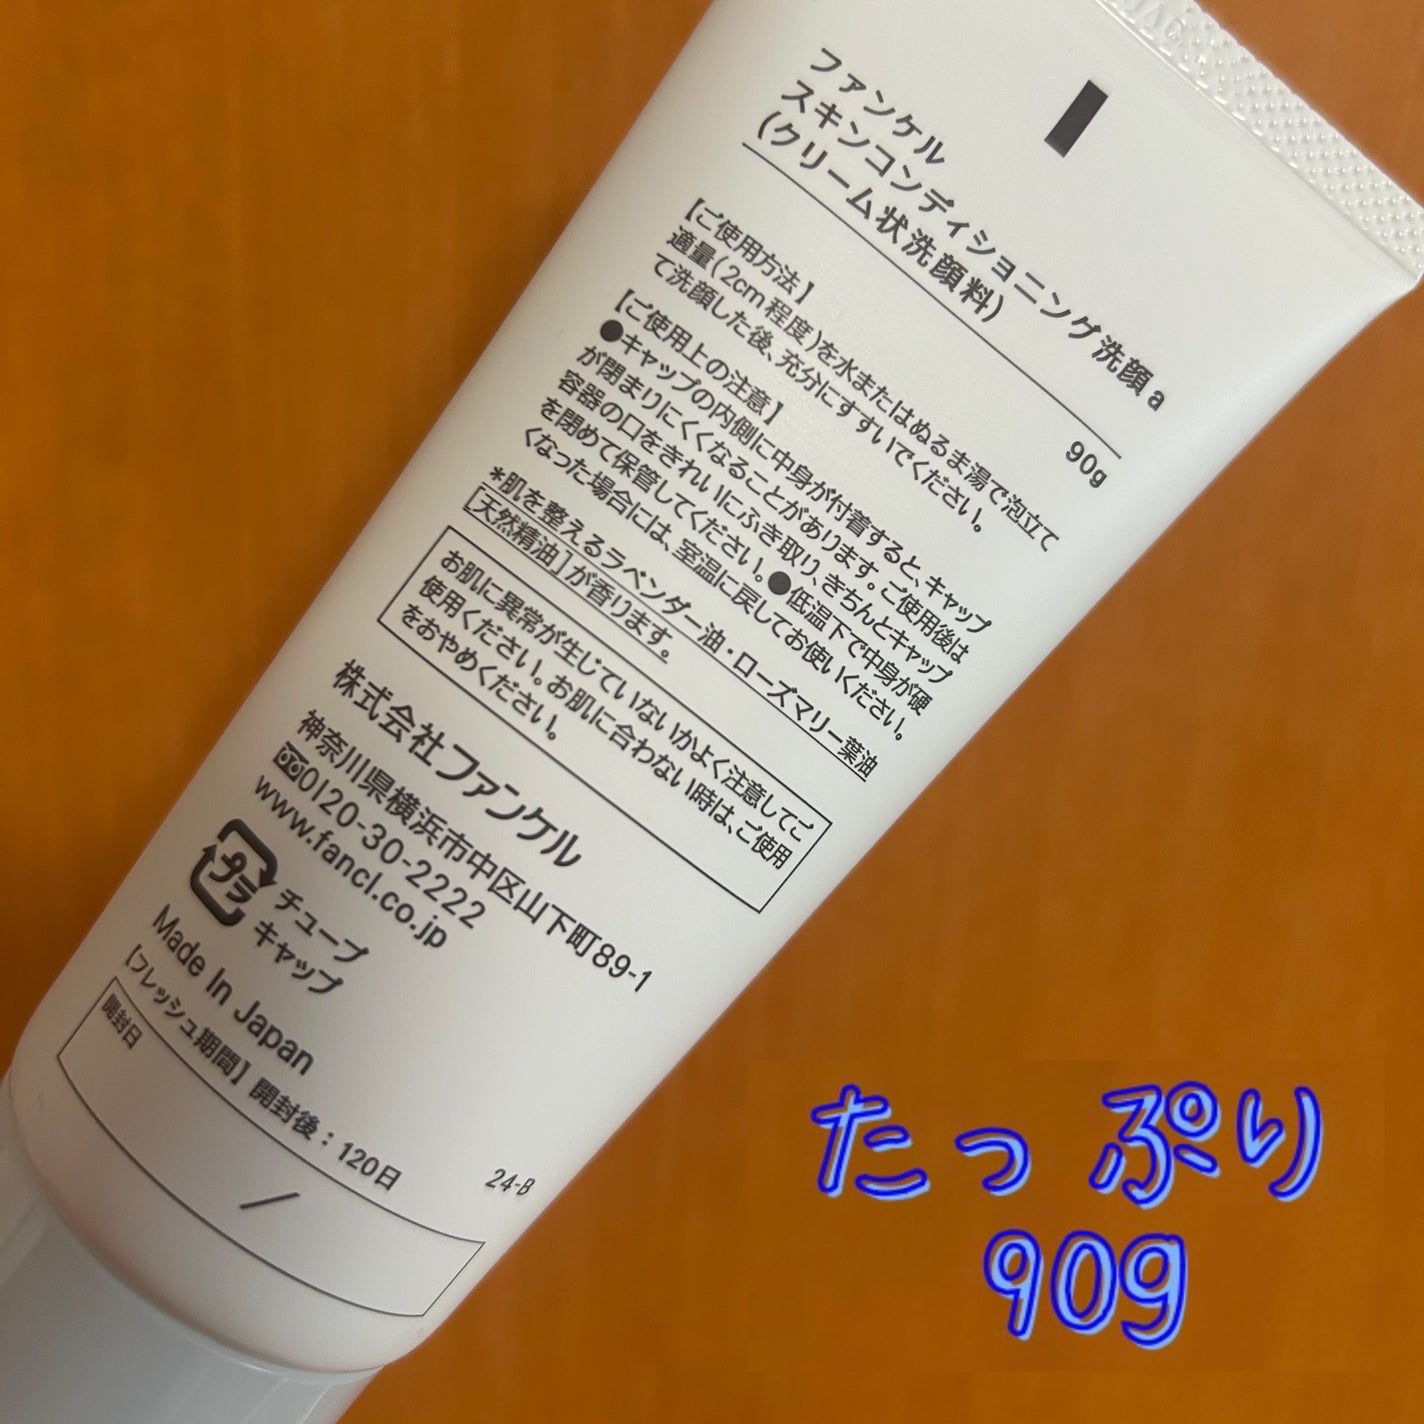 ファンケル
スキンコンディショニング洗顔a
(クリーム状洗顔料)
90g
【ご使用方法】
適量(2cm程度)を水またはぬるま湯で泡立て
て洗顔した後、充分にすすいでください。
【ご使用上の注意】
●キャップの内側に中身が付着すると、キャップ
が閉まりにくくなることがあります。ご使用後は
容器の口をきれいにふき取り、きちんとキャップ
を閉めて保管してください。●低温下で中身が硬
くなった場合には、室温に戻してお使いください。
*肌を整えるラベンダー油・ローズマリー葉油
[天然精油]が香ります。
お肌に異常が生じていないかよく注意してご
使用ください。お肌に合わない時は、ご使用
をおやめください。
株式会社ファンケル
神奈川県横浜市中区山下町89-1
0120-30-2222
www.fancl.co.jp
プラ
チューブ
キャップ
Made In Japan
【フレッシュ期間】開封後:120日
開封日
/
24-B
たっぷり
90g